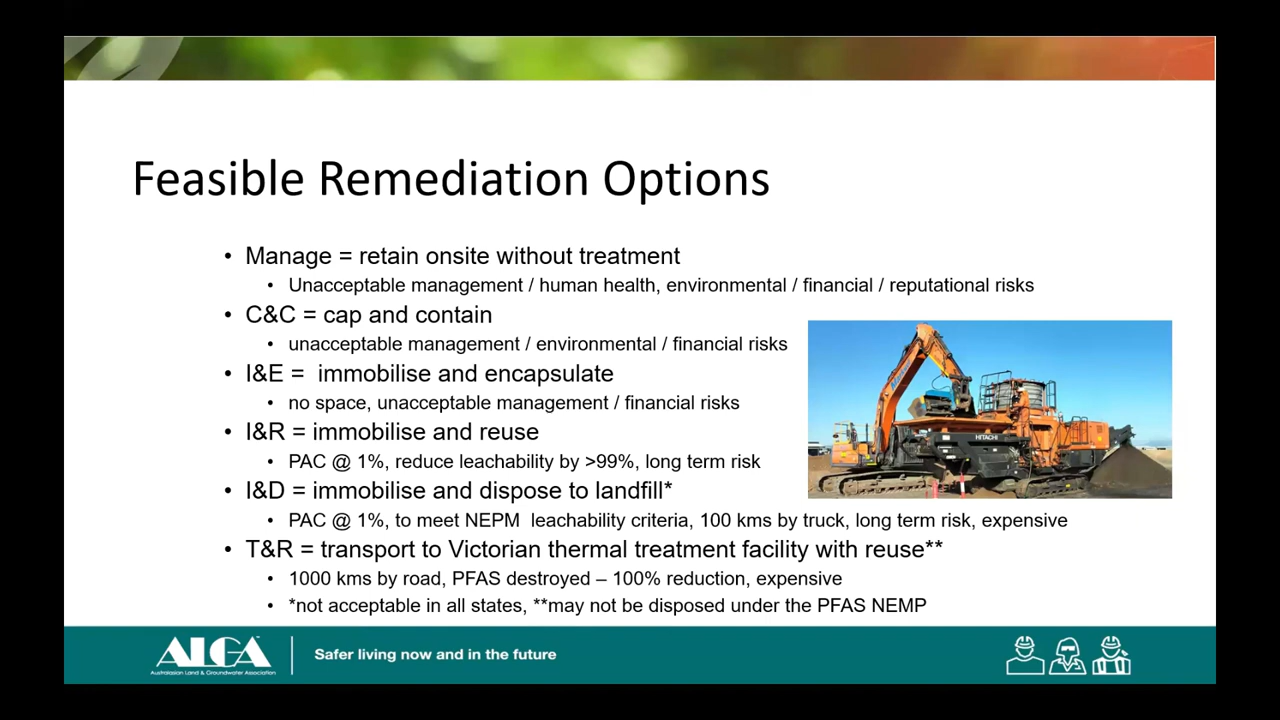 Feasible Remediation Options
• Manage = retain onsite without treatment
• Unacceptable management / human health, environmental / financial / reputational risks
• C&C = cap and contain
• unacceptable management / environmental / financial risks
• I&E =  immobilise and encapsulate
• no space, unacceptable management / financial risks
• I&R = immobilise and reuse
• PAC @ 1%, reduce leachability by >99%, long term risk
HITACHI
• I&D = immobilise and dispose to landfill*
• PAC @ 1%, to meet NEPM  leachability criteria, 100 kms by truck, long term risk, expensive
• T&R = transport to Victorian thermal treatment facility with reuse**
• 1000 kms by road, PFAS destroyed – 100% reduction, expensive
• *not acceptable in all states, **may not be disposed under the PFAS NEMP
ALGA
Australasian Land & Groundwater Association
Safer living now and in the future